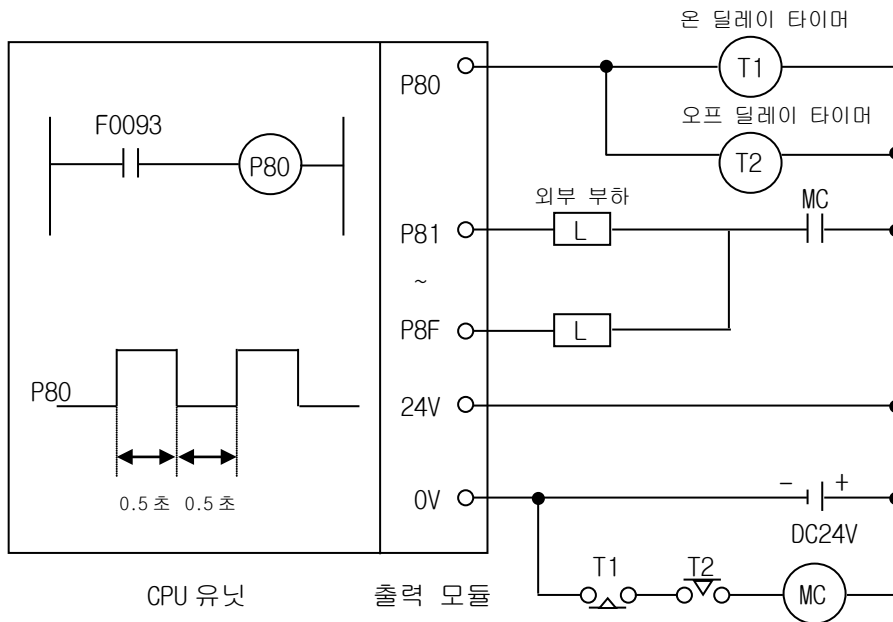 온 딜레이 타이머
P80
T1
오프 딜레이 타이머
F0093
P80
T2
외부 부하
MC
P81
L
~
P8F
L
P80
24V
0.5초 0.5초
0V
- +
DC24V
T1
T2
MC
CPU 유닛
출력 모듈